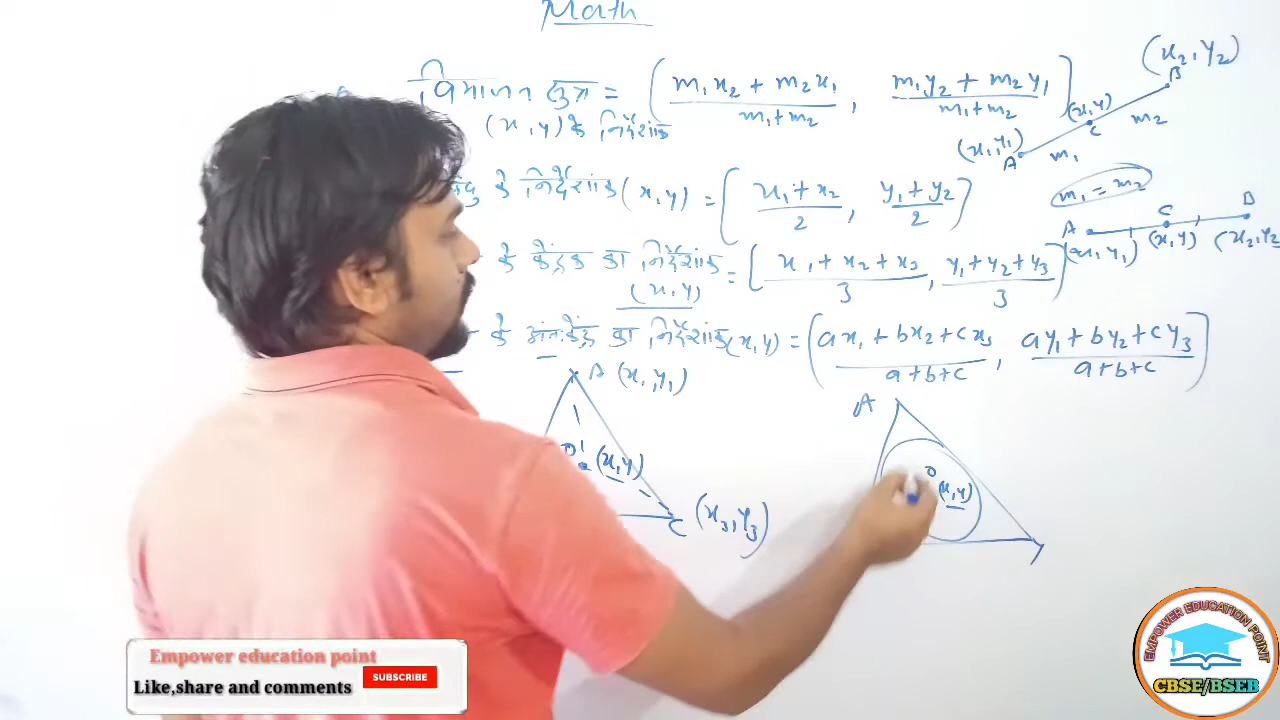 Math
विभाजन सूत्र = (m₁x₂ + m₂x₁ / m₁+m₂ , m₁y₂ + m₂y₁ / m₁+m₂)
(x₂, y₂)
B
(x, y) के निर्देशांक
(x, y)
C
m₂
(x₁, y₁)
A
m₁
m₁ = m₂
के निर्देशांक (x, y) = [x₁ + x₂ / 2 , y₁ + y₂ / 2]
A C B
(x₁, y₁) (x, y) (x₂, y₂
के केंद्रक का निर्देशांक = [x₁ + x₂ + x₃ / 3 , y₁ + y₂ + y₃ / 3]
(x, y)
के अंतःकेंद्र का निर्देशांक (x, y) = (ax₁ + bx₂ + cx₃ / a+b+c , ay₁ + by₂ + cy₃ / a+b+c)
(x₁, y₁)
A
O (x, y)
O
(x, y)
C (x₃, y₃)
Empower education point
Like,share and comments
SUBSCRIBE
EMPOWER EDUCATION POINT
CBSE/BSEB